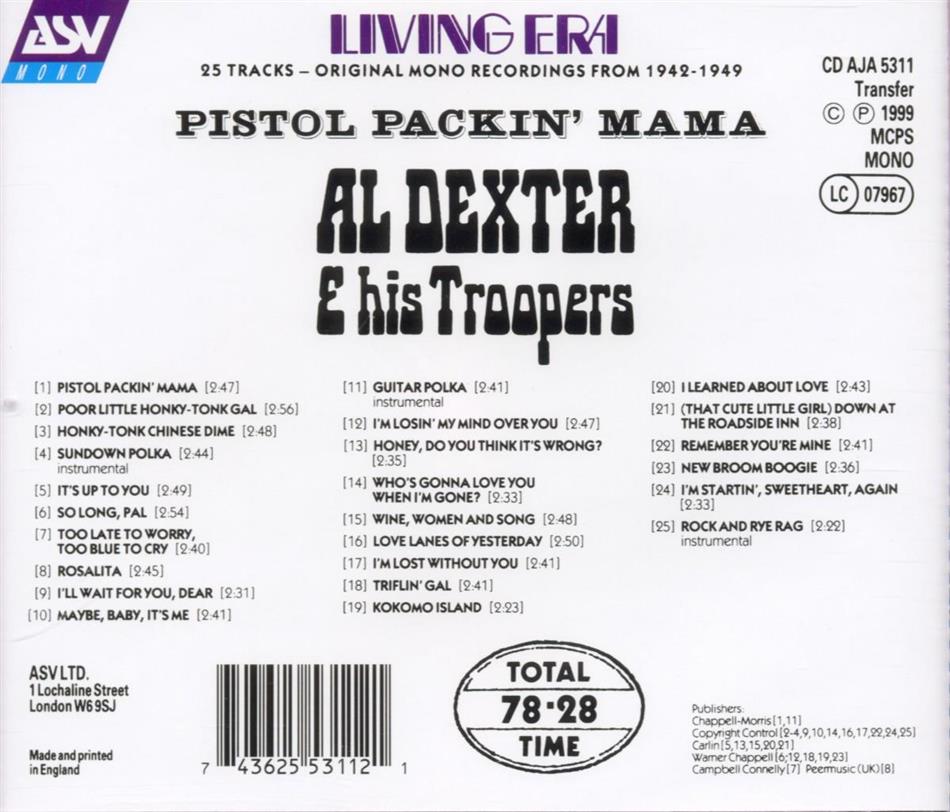 ASV
MONO
LIVING ERA
25 TRACKS – ORIGINAL MONO RECORDINGS FROM 1942-1949
CD AJA 5311
Transfer
© ℗ 1999
MCPS
MONO
LC 07967
PISTOL PACKIN' MAMA
AL DEXTER
& his Troopers
[1] PISTOL PACKIN' MAMA [2:47]
[2] POOR LITTLE HONKY-TONK GAL [2:56]
[3] HONKY-TONK CHINESE DIME [2:48]
[4] SUNDOWN POLKA [2:44]
instrumental
[5] IT'S UP TO YOU [2:49]
[6] SO LONG, PAL [2:54]
[7] TOO LATE TO WORRY,
TOO BLUE TO CRY [2:40]
[8] ROSALITA [2:45]
[9] I'LL WAIT FOR YOU, DEAR [2:31]
[10] MAYBE, BABY, IT'S ME [2:41]
[11] GUITAR POLKA [2:41]
instrumental
[12] I'M LOSIN' MY MIND OVER YOU [2:47]
[13] HONEY, DO YOU THINK IT'S WRONG?
[2:35]
[14] WHO'S GONNA LOVE YOU
WHEN I'M GONE? [2:33]
[15] WINE, WOMEN AND SONG [2:48]
[16] LOVE LANES OF YESTERDAY [2:50]
[17] I'M LOST WITHOUT YOU [2:41]
[18] TRIFLIN' GAL [2:41]
[19] KOKOMO ISLAND [2:23]
[20] I LEARNED ABOUT LOVE [2:43]
[21] (THAT CUTE LITTLE GIRL) DOWN AT
THE ROADSIDE INN [2:38]
[22] REMEMBER YOU'RE MINE [2:41]
[23] NEW BROOM BOOGIE [2:36]
[24] I'M STARTIN', SWEETHEART, AGAIN
[2:33]
[25] ROCK AND RYE RAG [2:22]
instrumental
ASV LTD.
1 Lochaline Street
London W6 9SJ
Made and printed
in England
7 43625 53112 1
TOTAL
78·28
TIME
Publishers:
Chappell-Morris [1,11]
Copyright Control [2-4,9,10,14,16,17,22,24,25]
Carlin [5,13,15,20,21]
Warner Chappell [6;12,18,19,23]
Campbell Connelly [7] Peermusic (UK) [8]